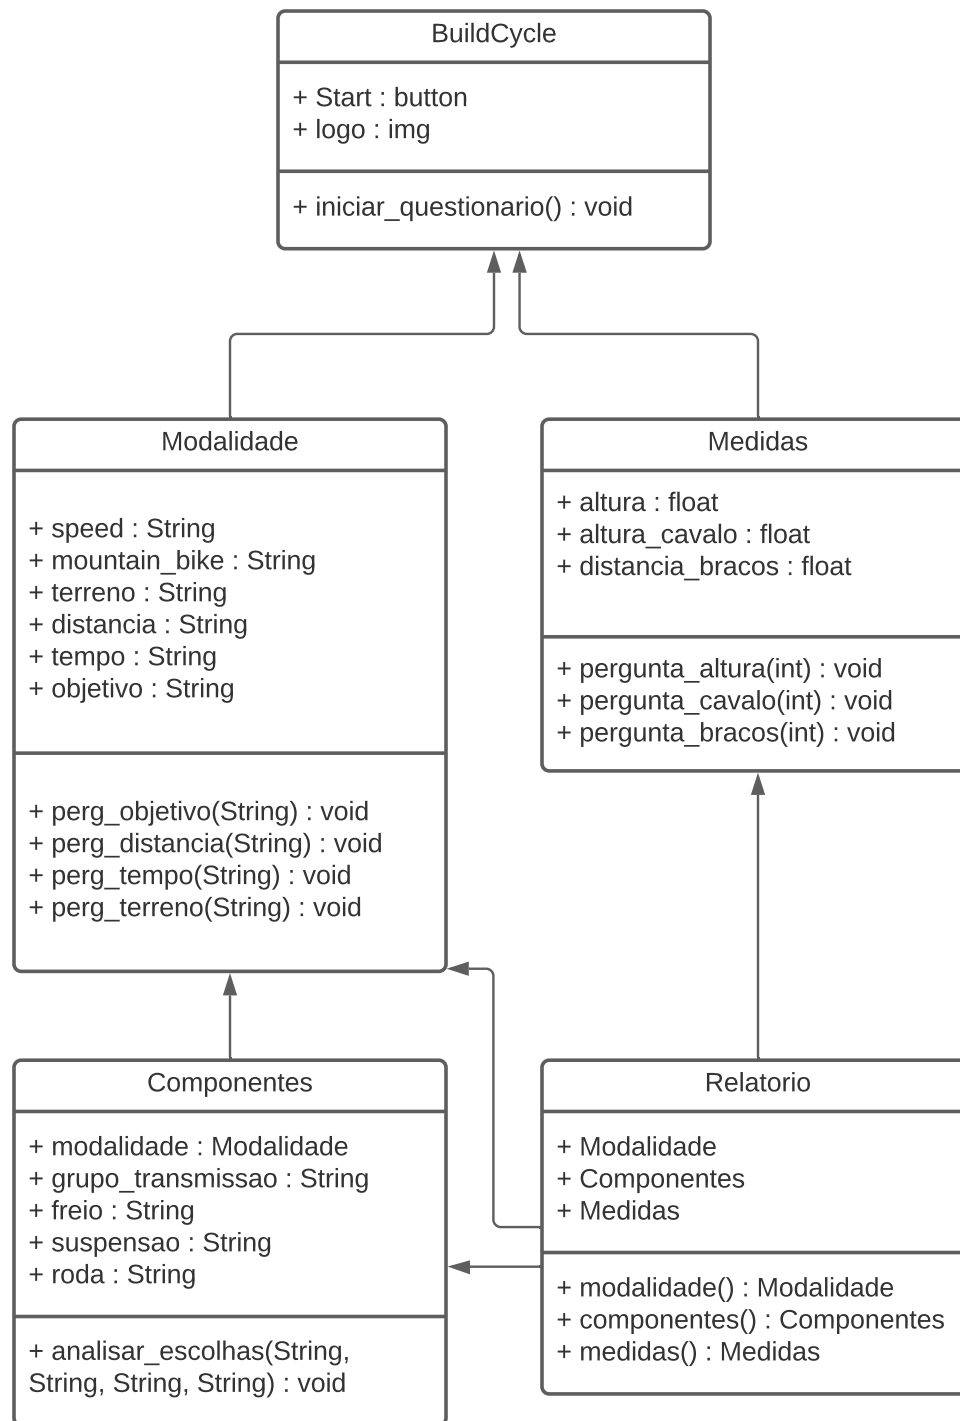 BuildCycle
+ Start : button
+ logo : img
+ iniciar_questionario() : void
Modalidade
+ speed : String
+ mountain_bike : String
+ terreno : String
+ distancia : String
+ tempo : String
+ objetivo : String
+ perg_objetivo(String) : void
+ perg_distancia(String) : void
+ perg_tempo(String) : void
+ perg_terreno(String) : void
Medidas
+ altura : float
+ altura_cavalo : float
+ distancia_bracos : float
+ pergunta_altura(int) : void
+ pergunta_cavalo(int) : void
+ pergunta_bracos(int) : void
Componentes
+ modalidade : Modalidade
+ grupo_transmissao : String
+ freio : String
+ suspensao : String
+ roda : String
+ analisar_escolhas(String,
String, String, String) : void
Relatorio
+ Modalidade
+ Componentes
+ Medidas
+ modalidade() : Modalidade
+ componentes() : Componentes
+ medidas() : Medidas